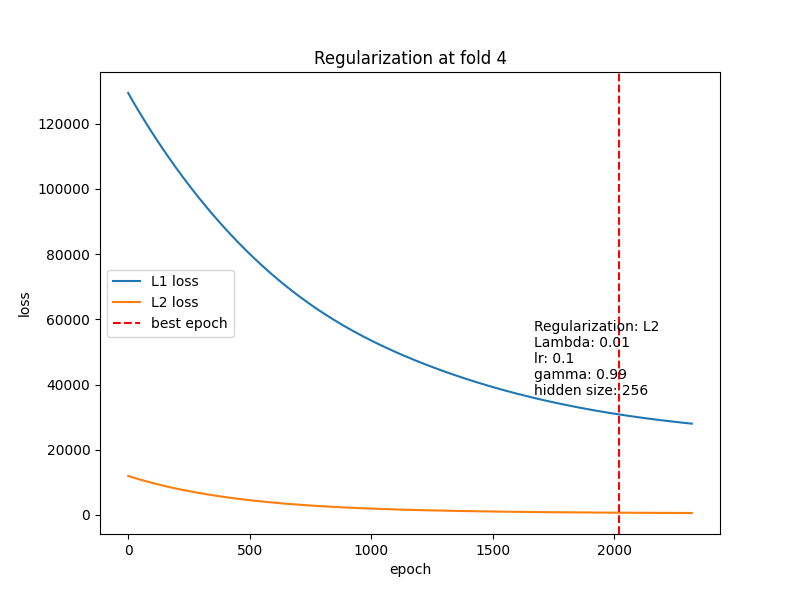 Regularization at fold 4
120000
100000
80000
60000
40000
20000
0
loss
L1 loss
L2 loss
best epoch
Regularization: L2
Lambda: 0.01
lr: 0.1
gamma: 0.99
hidden size: 256
0
500
1000
1500
2000
epoch